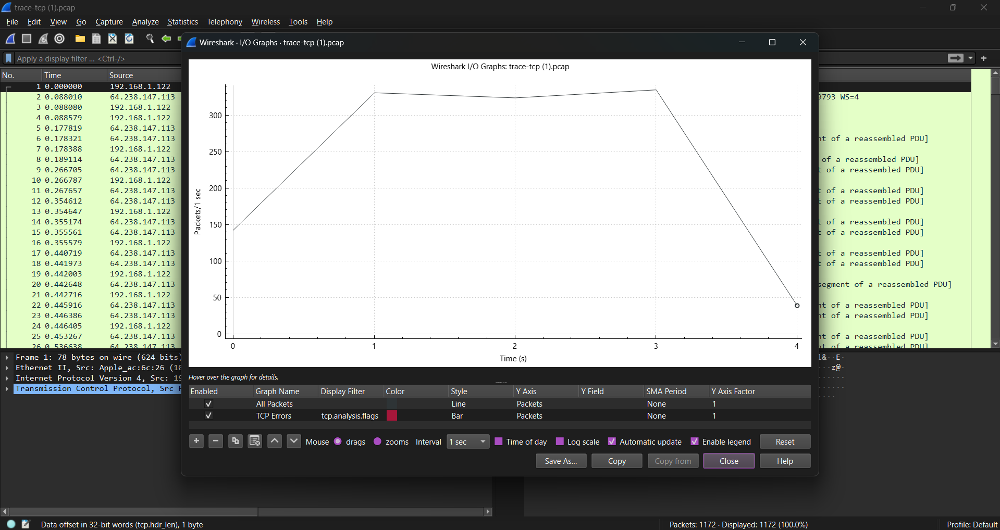 trace-tcp (1).pcap
File Edit View Go Capture Analyze Statistics Telephony Wireless Tools Help
Wireshark · I/O Graphs · trace-tcp (1).pcap
Apply a display filter ... <Ctrl-/>
No. Time Source
1 0.000000 192.168.1.122
2 0.088010 64.238.147.113
3 0.088080 192.168.1.122
4 0.088579 192.168.1.122
5 0.177819 64.238.147.113
6 0.178321 64.238.147.113
7 0.178388 192.168.1.122
8 0.189114 64.238.147.113
9 0.266705 64.238.147.113
10 0.266787 192.168.1.122
11 0.267657 64.238.147.113
12 0.354612 64.238.147.113
13 0.354647 192.168.1.122
14 0.355174 64.238.147.113
15 0.355561 64.238.147.113
16 0.355579 192.168.1.122
17 0.440719 64.238.147.113
18 0.441973 64.238.147.113
19 0.442003 192.168.1.122
20 0.442648 64.238.147.113
21 0.442716 192.168.1.122
22 0.445916 64.238.147.113
23 0.446386 64.238.147.113
24 0.446405 192.168.1.122
25 0.453267 64.238.147.113
26 0.536638 64.238.147.113
9793 WS=4
nt of a reassembled PDU]
of a reassembled PDU]
t of a reassembled PDU]
t of a reassembled PDU]
t of a reassembled PDU]
t of a reassembled PDU]
t of a reassembled PDU]
t of a reassembled PDU]
t of a reassembled PDU]
segment of a reassembled PDU]
nt of a reassembled PDU]
nt of a reassembled PDU]
nt of a reassembled PDU]
nt of a reassembled PDU]
Wireshark I/O Graphs: trace-tcp (1).pcap
300
250
200
150
100
50
0
Packets/1 sec
0 1 2 3 4
Time (s)
Hover over the graph for details.
Enabled Graph Name Display Filter Color Style Y Axis Y Field SMA Period Y Axis Factor
All Packets Line Packets None 1
TCP Errors tcp.analysis.flags Bar Packets None 1
Mouse drags zooms Interval 1 sec Time of day Log scale Automatic update Enable legend Reset
Save As... Copy Copy from Close Help
Frame 1: 78 bytes on wire (624 bits)
Ethernet II, Src: Apple_ac:6c:26 (10
Internet Protocol Version 4, Src: 19
Transmission Control Protocol, Src P
l& · · E ·
· · z@ ·
Data offset in 32-bit words (tcp.hdr_len), 1 byte
Packets: 1172 · Displayed: 1172 (100.0%)
Profile: Default